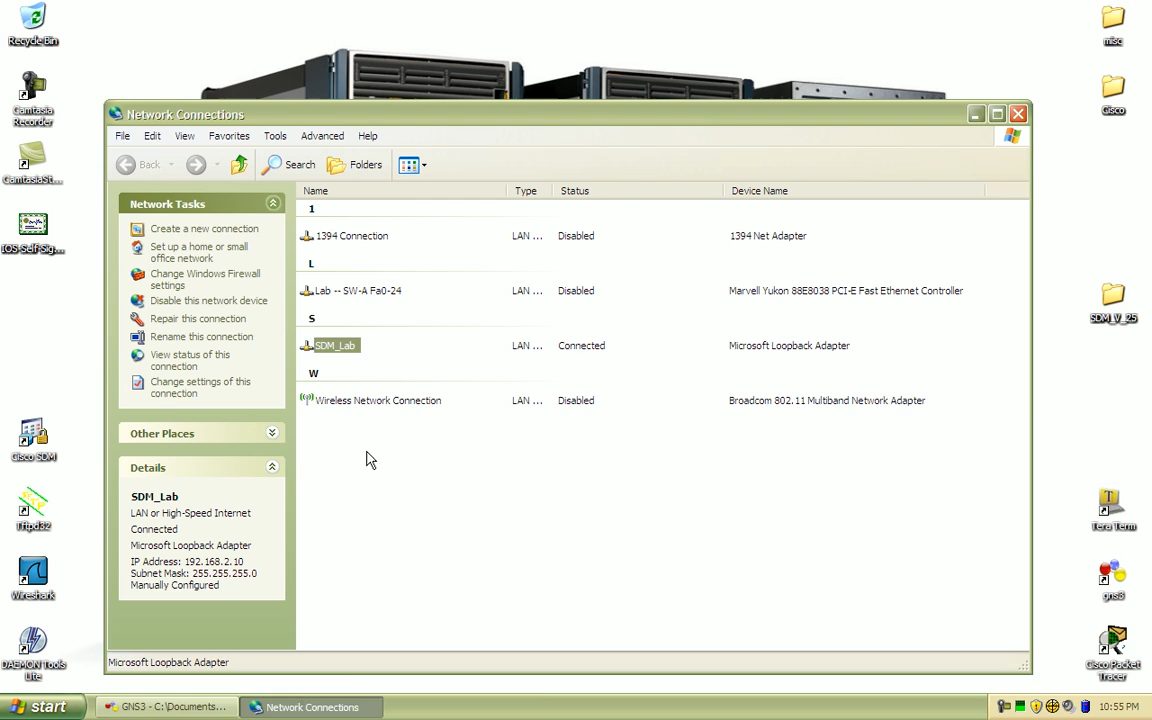 Recycle Bin
Camtasia
Recorder
CamtasiaSt...
IOS-Self-Sig...
Cisco SDM
Tftpd32
Wireshark
DAEMON Tools
Lite
misc
Cisco
SDM_V_25
Tera Term
gns3
Cisco Packet
Tracer
Network Connections
File Edit View Favorites Tools Advanced Help
Back Search Folders
Network Tasks
Create a new connection
Set up a home or small
office network
Change Windows Firewall
settings
Disable this network device
Repair this connection
Rename this connection
View status of this
connection
Change settings of this
connection
Other Places
Details
SDM_Lab
LAN or High-Speed Internet
Connected
Microsoft Loopback Adapter
IP Address: 192.168.2.10
Subnet Mask: 255.255.255.0
Manually Configured
Name Type Status Device Name
1
1394 Connection LAN ... Disabled 1394 Net Adapter
L
Lab -- SW-A Fa0-24 LAN ... Disabled Marvell Yukon 88E8038 PCI-E Fast Ethernet Controller
S
SDM_Lab LAN ... Connected Microsoft Loopback Adapter
W
Wireless Network Connection LAN ... Disabled Broadcom 802.11 Multiband Network Adapter
Microsoft Loopback Adapter
start GNS3 - C:\Documents... Network Connections 10:55 PM